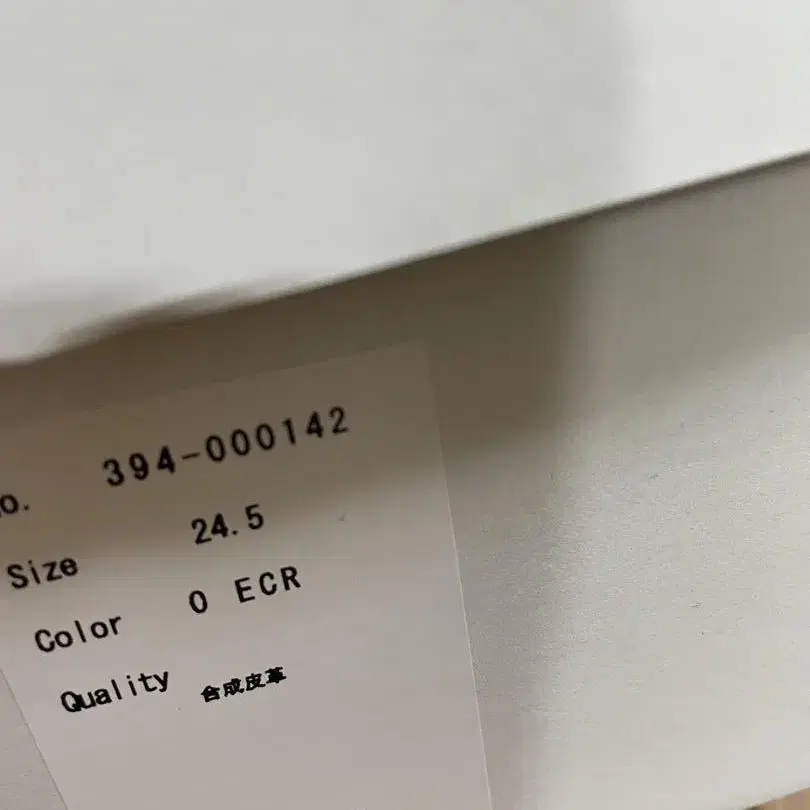 o. 394-000142
Size 24.5
Color 0 ECR
Quality 合成皮革